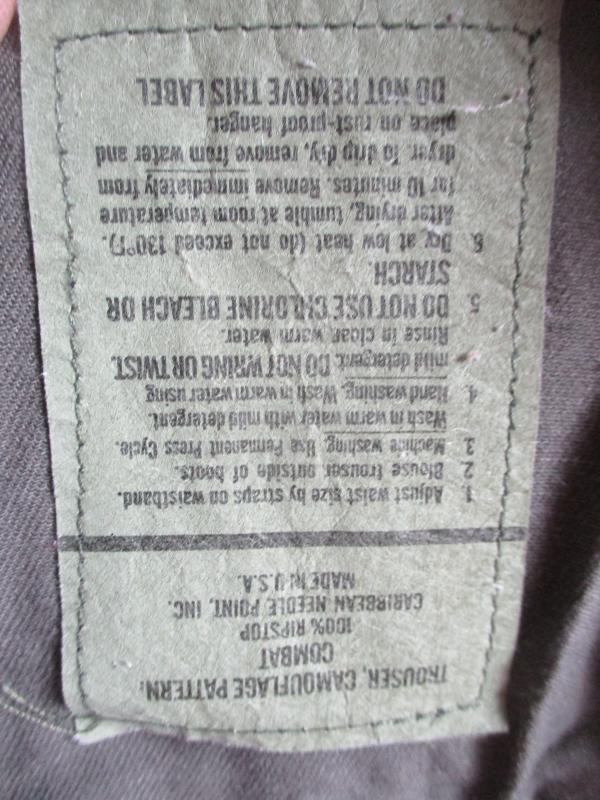 TROUSER, CAMOUFLAGE PATTERN.
COMBAT
100% RIPSTOP
CARIBBEAN NEEDLE POINT, INC.
MADE IN U.S.A.
1. Adjust waist size by straps on waistband.
2. Blouse trouser outside of boots.
3. Machine washing. Use Permanent Press Cycle.
Wash in warm water with mild detergent.
4. Hand washing. Wash in warm water using
mild detergent. DO NOT WRING OR TWIST.
Rinse in clean warm water.
5. DO NOT USE CHLORINE BLEACH OR
STARCH.
6. Dry at low heat (do not exceed 130°F).
After drying, tumble at room temperature
for 10 minutes. Remove immediately from
dryer. To drip dry, remove from water and
place on rust-proof hanger.
DO NOT REMOVE THIS LABEL